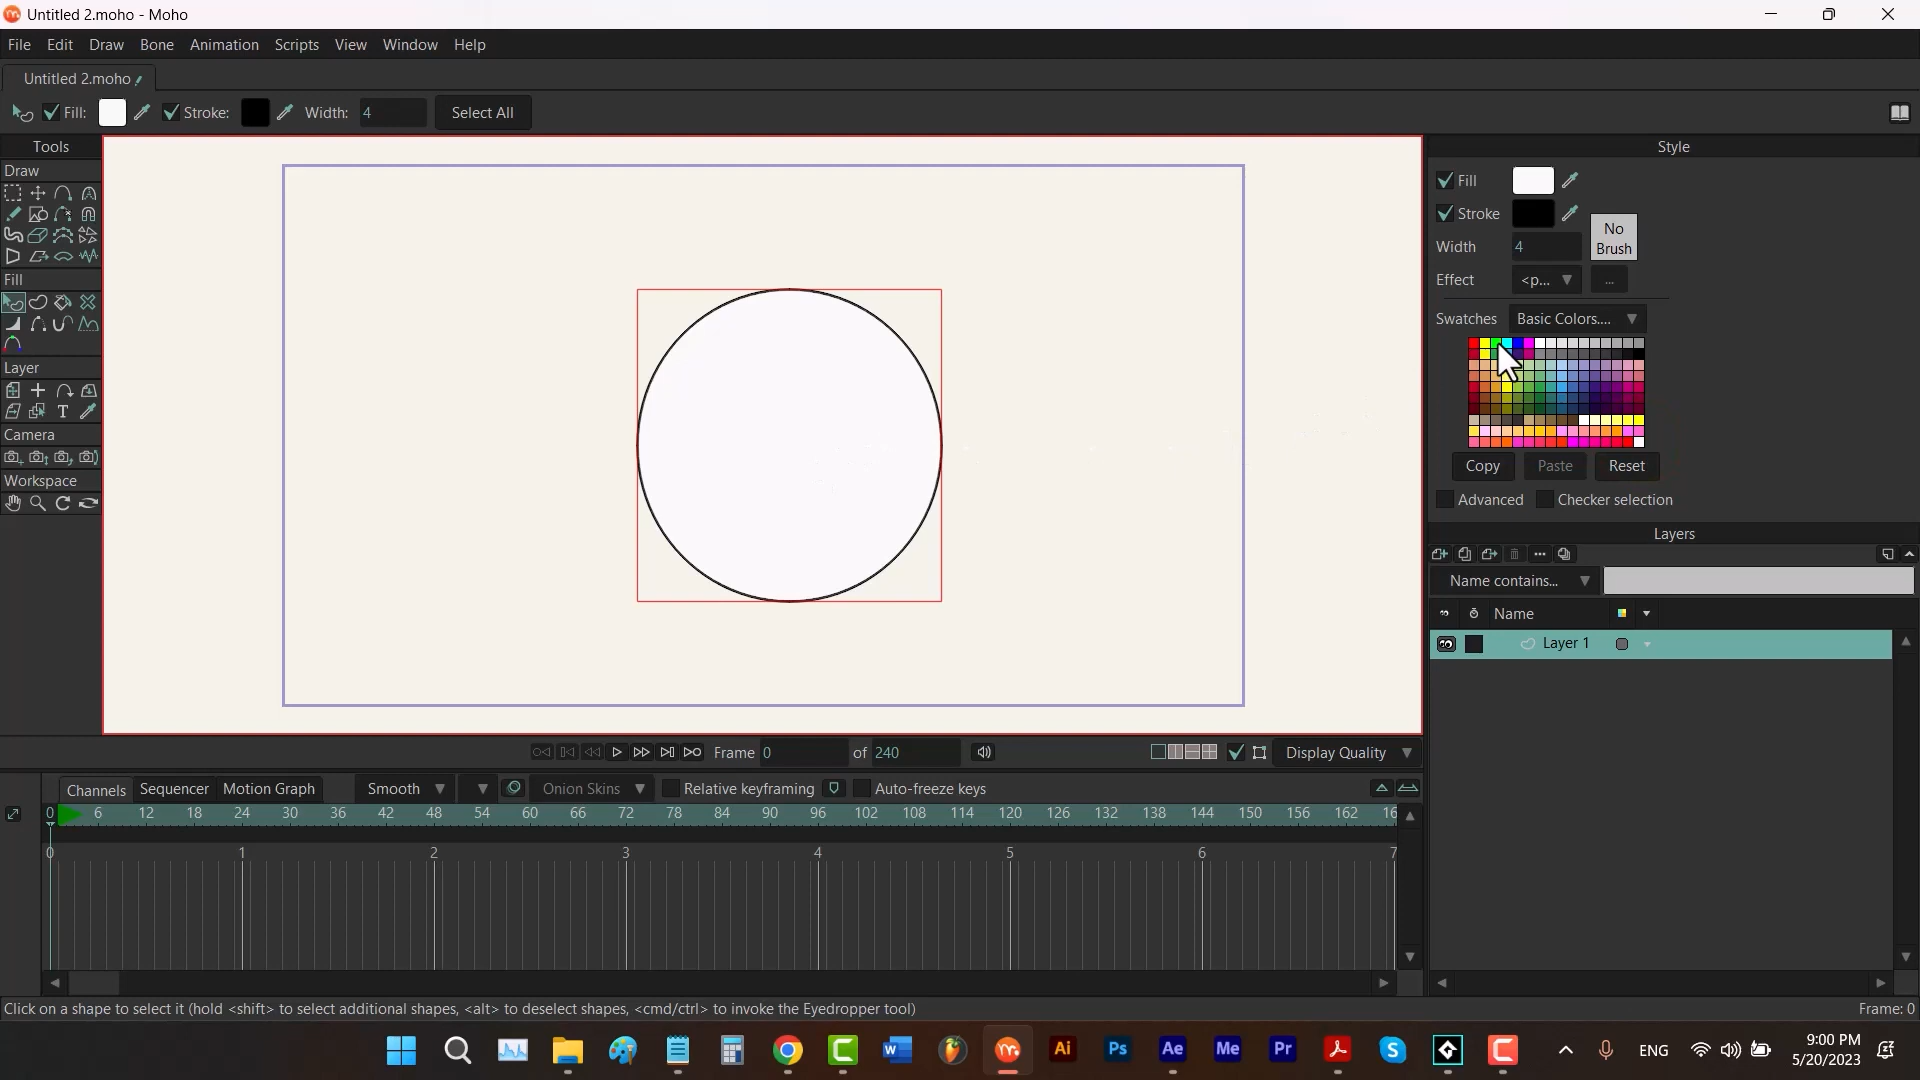 Untitled 2.moho - Moho
File Edit Draw Bone Animation Scripts View Window Help
Untitled 2.moho
Fill: Stroke: Width: 4 Select All
Tools
Draw
Fill
Layer
T
Camera
Workspace
Style
Fill
Stroke
No
Brush
Width 4
Effect <p... ...
Swatches Basic Colors....
Copy Paste Reset
Advanced Checker selection
Layers
Name contains...
Name
Layer 1
Frame 0 of 240 Display Quality
Channels Sequencer Motion Graph Smooth Onion Skins Relative keyframing Auto-freeze keys
0 6 12 18 24 30 36 42 48 54 60 66 72 78 84 90 96 102 108 114 120 126 132 138 144 150 156 162 16
0 1 2 3 4 5 6 7
Click on a shape to select it (hold <shift> to select additional shapes, <alt> to deselect shapes, <cmd/ctrl> to invoke the Eyedropper tool) Frame: 0
W Ai Ps Ae Me Pr S ENG 9:00 PM
5/20/2023